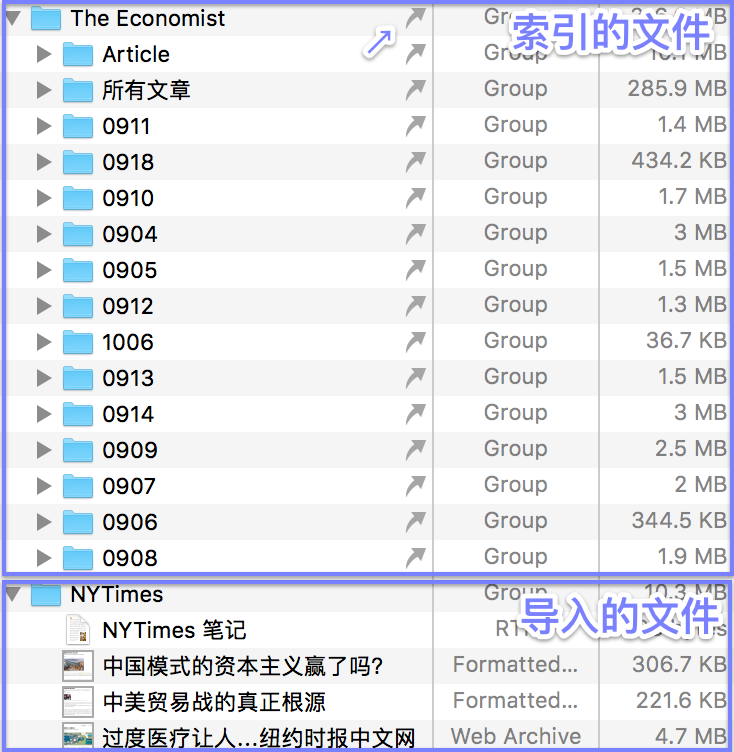 The Economist Group MB
索引的文件
Article Group MB
所有文章 Group 285.9 MB
0911 Group 1.4 MB
0918 Group 434.2 KB
0910 Group 1.7 MB
0904 Group 3 MB
0905 Group 1.5 MB
0912 Group 1.3 MB
1006 Group 36.7 KB
0913 Group 1.5 MB
0914 Group 3 MB
0909 Group 2.5 MB
0907 Group 2 MB
0906 Group 344.5 KB
0908 Group 1.9 MB
NYTimes Group 10.3 MB
导入的文件
NYTimes 笔记
中国模式的资本主义赢了吗? Formatted... 306.7 KB
中美贸易战的真正根源 Formatted... 221.6 KB
过度医疗让人...纽约时报中文网 Web Archive 4.7 MB